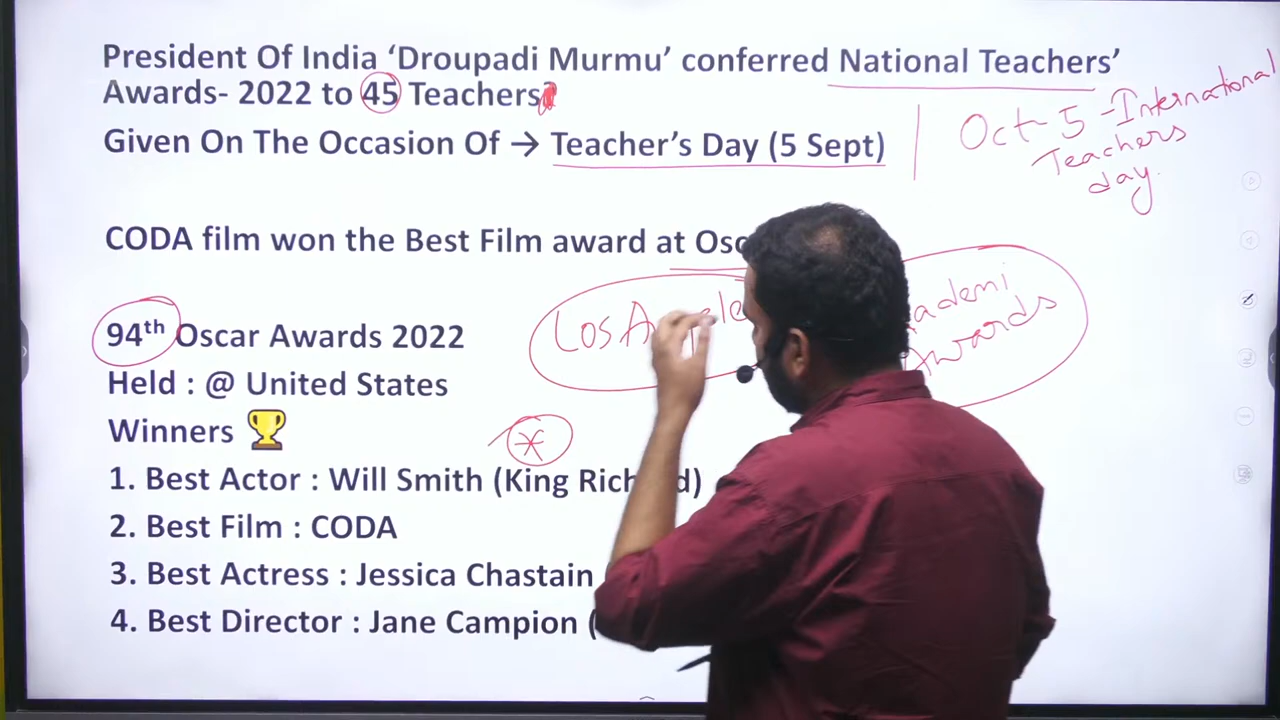 President Of India ‘Droupadi Murmu’ conferred National Teachers’
Awards- 2022 to 45 Teachers
Given On The Occasion Of → Teacher’s Day (5 Sept)
Oct 5 - International
Teachers
day.
CODA film won the Best Film award at
94th Oscar Awards 2022
Held : @ United States
Winners
1. Best Actor : Will Smith (King
2. Best Film : CODA
3. Best Actress : Jessica Chastain
4. Best Director : Jane Campion (
Los
Awards